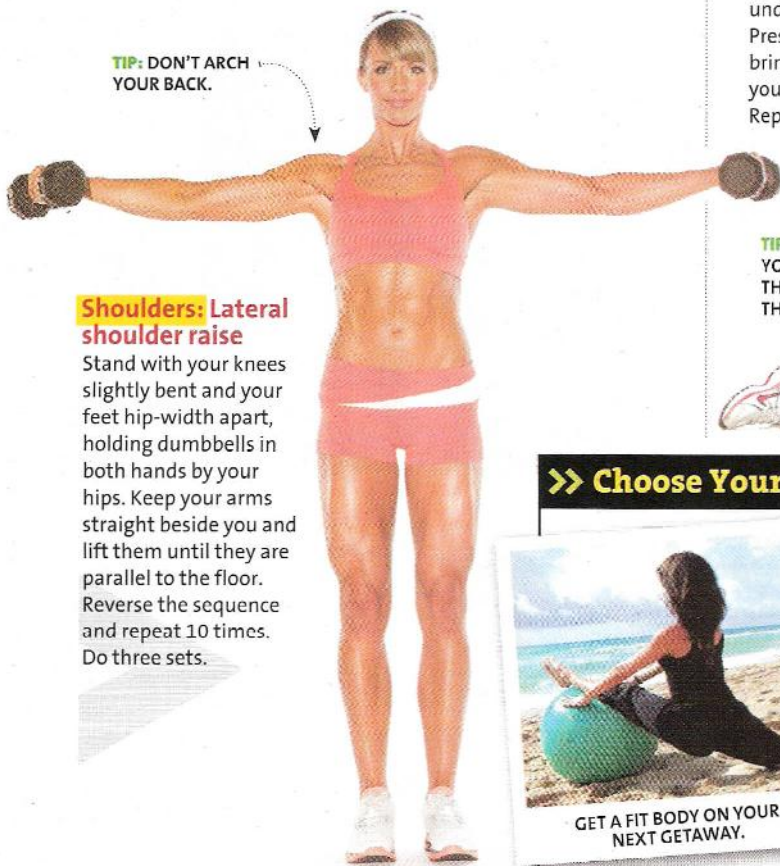 TIP: DON'T ARCH
YOUR BACK.
Shoulders: Lateral
shoulder raise
Stand with your knees
slightly bent and your
feet hip-width apart,
holding dumbbells in
both hands by your
hips. Keep your arms
straight beside you and
lift them until they are
parallel to the floor.
Reverse the sequence
and repeat 10 times.
Do three sets.
>> Choose Your
GET A FIT BODY ON YOUR
NEXT GETAWAY.